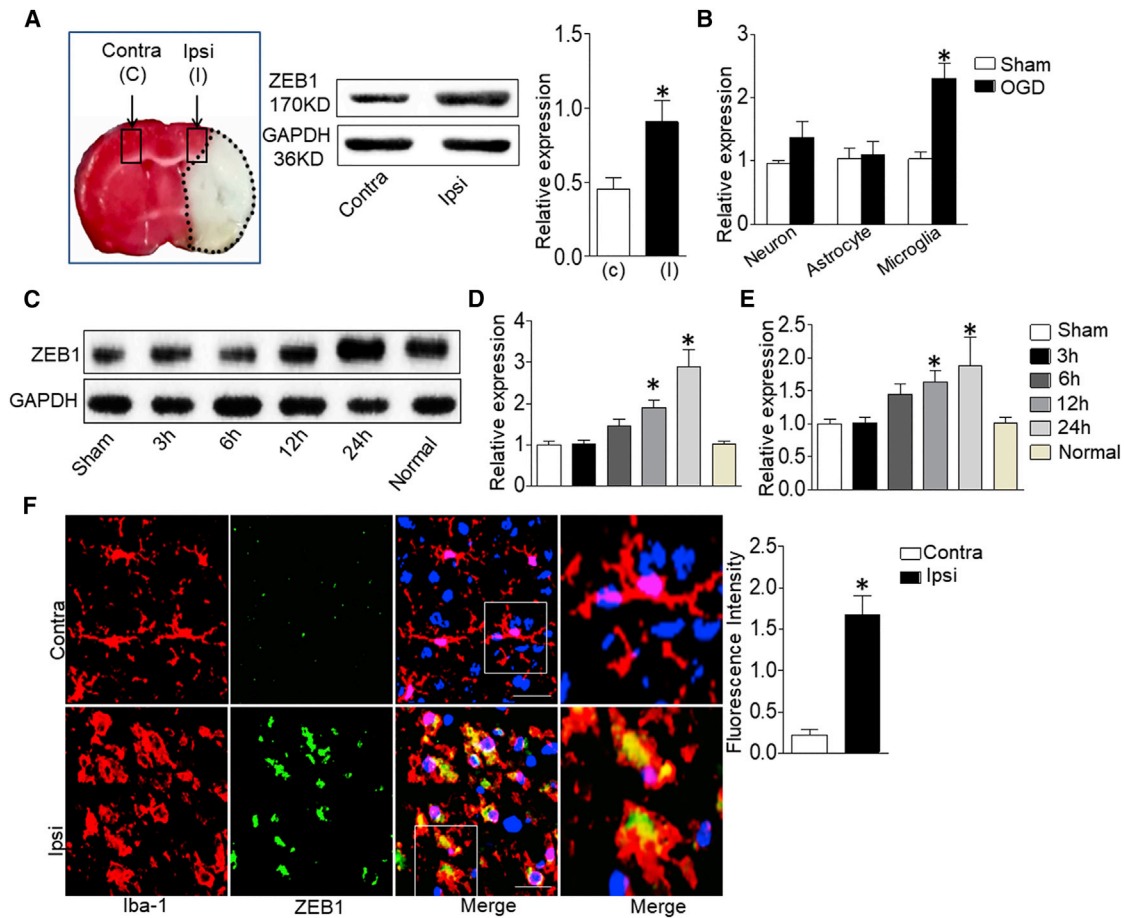 A
Contra
(C)
Ipsi
(I)
ZEB1
170KD
GAPDH
36KD
Contra
Ipsi
Relative expression
1.5
1.0
0.5
0.0
*
(c)
(I)
B
Relative expression
3
2
1
0
*
Sham
OGD
Neuron
Astrocyte
Microglia
C
ZEB1
GAPDH
Sham
3h
6h
12h
24h
Normal
D
Relative expression
4
3
2
1
0
*
*
E
Relative expression
2.5
2.0
1.5
1.0
0.5
0.0
*
*
Sham
3h
6h
12h
24h
Normal
F
Contra
Ipsi
Iba-1
ZEB1
Merge
Merge
Fluorescence Intensity
2.5
2.0
1.5
1.0
0.5
0.0
*
Contra
Ipsi